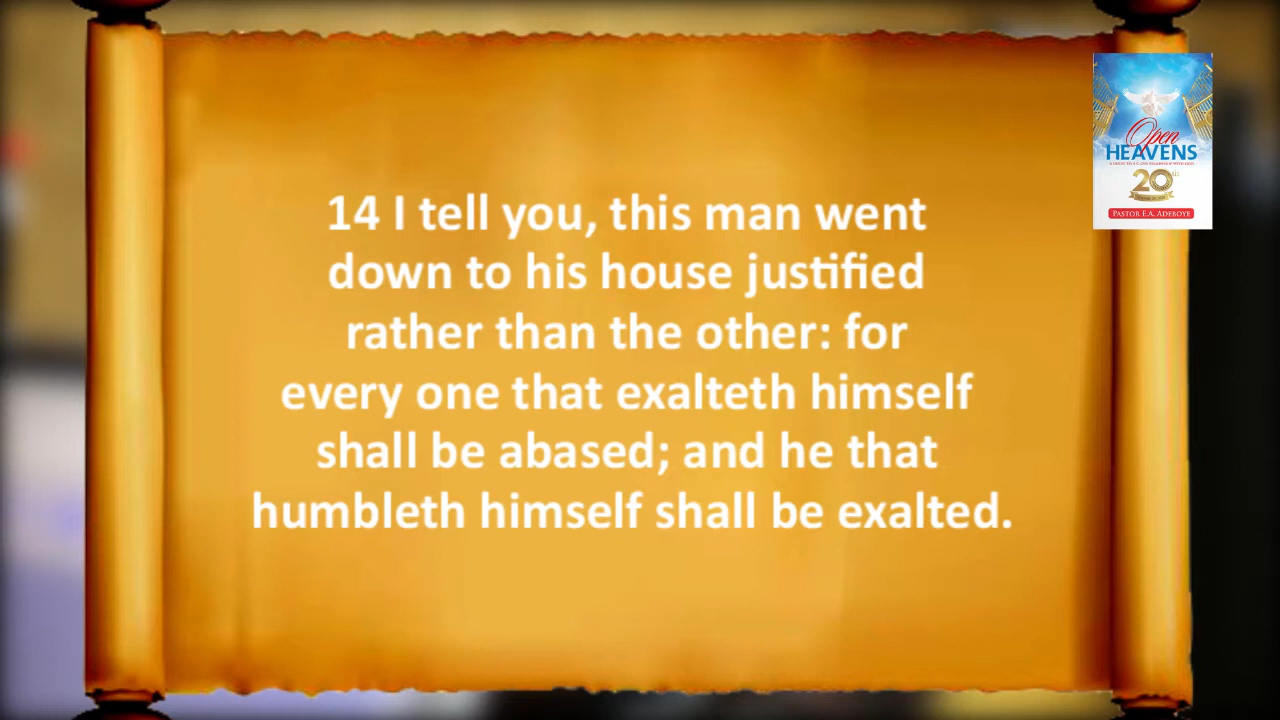 14 I tell you, this man went
down to his house justified
rather than the other: for
every one that exalteth himself
shall be abased; and he that
humbleth himself shall be exalted.
Open
HEAVENS
20
PASTOR E.A. ADEBOYE